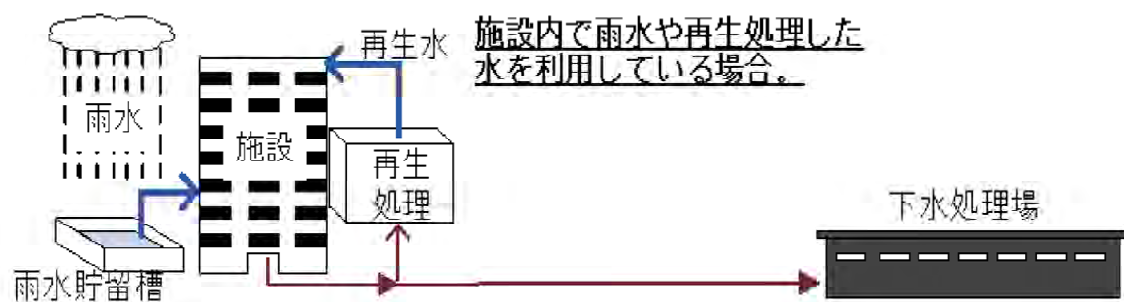 再生水
施設内で雨水や再生処理した
水を利用している場合。
雨水
施設
再生
処理
下水処理場
雨水貯留槽